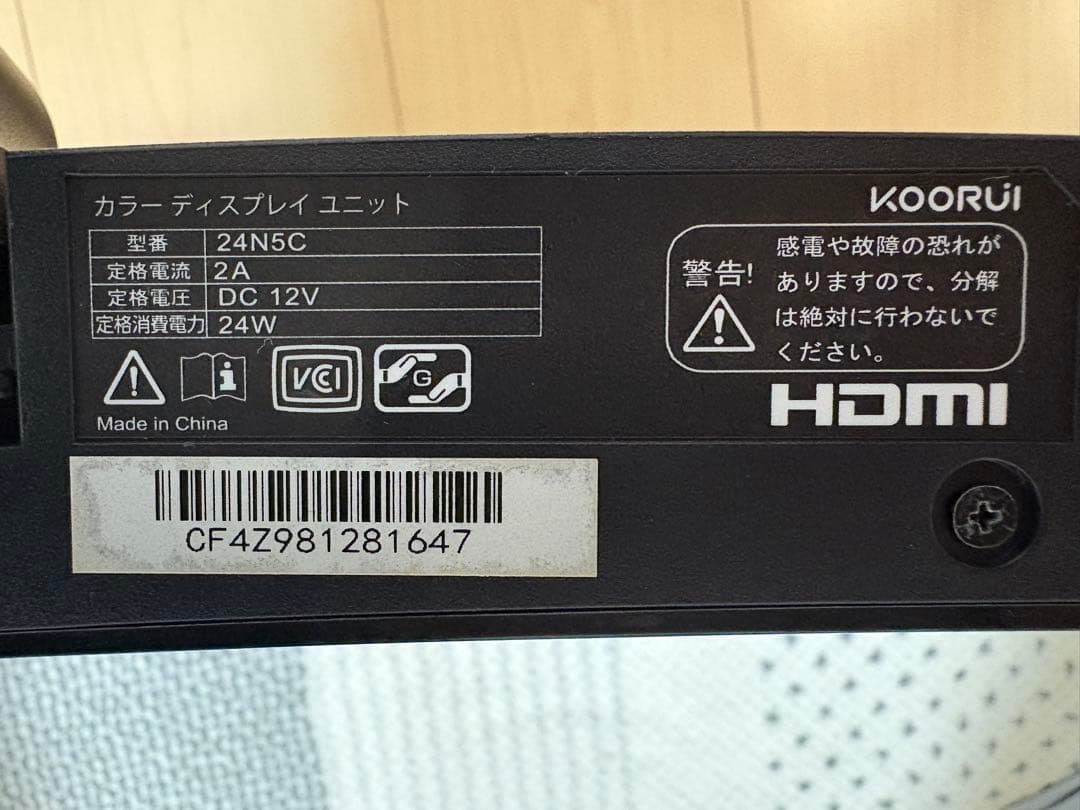 カラー ディスプレイ ユニット
型番 24N5C
定格電流 2A
定格電圧 DC 12V
定格消費電力 24W
VCCI
G
Made in China
KOORUI
警告!
感電や故障の恐れが
ありますので、分解
は絶対に行わないで
ください。
HDMI
CF4Z981281647